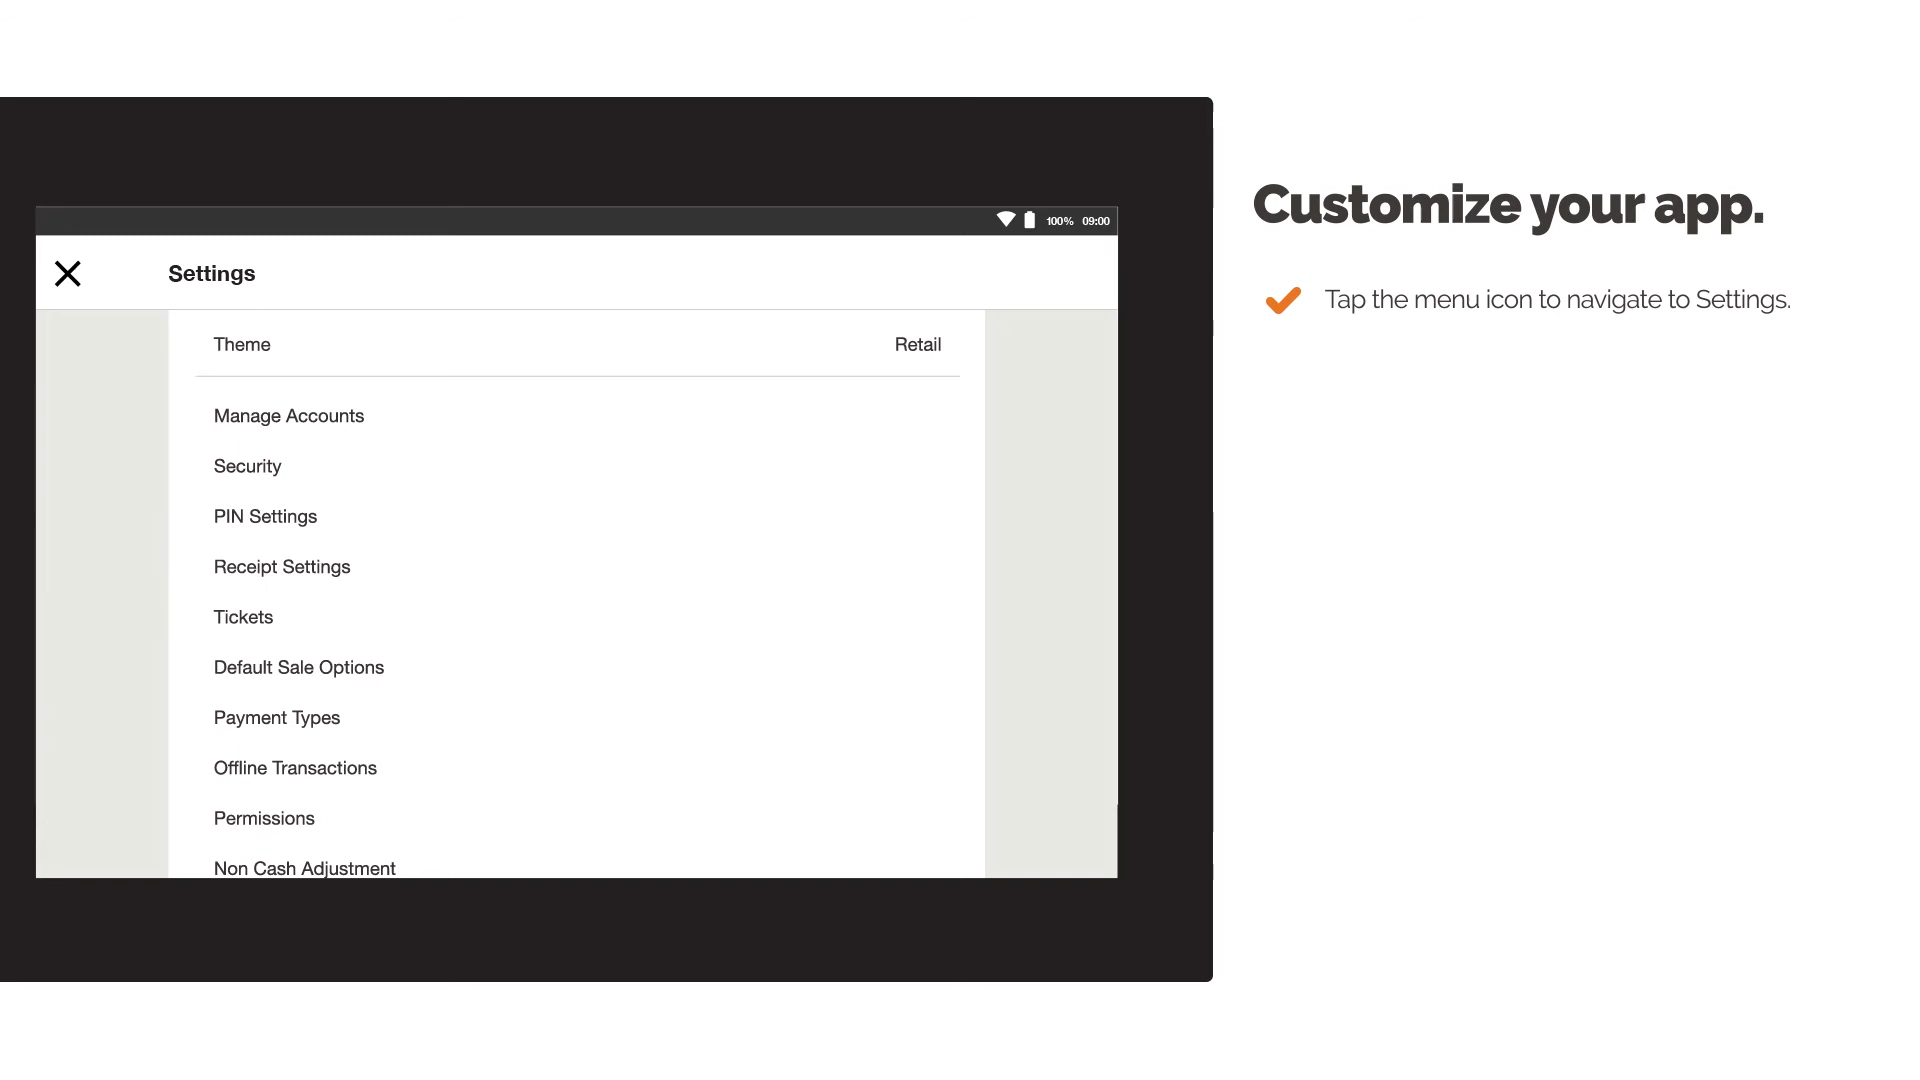 100% 09:00
Settings
Theme Retail
Manage Accounts
Security
PIN Settings
Receipt Settings
Tickets
Default Sale Options
Payment Types
Offline Transactions
Permissions
Non Cash Adjustment
Customize your app.
Tap the menu icon to navigate to Settings.